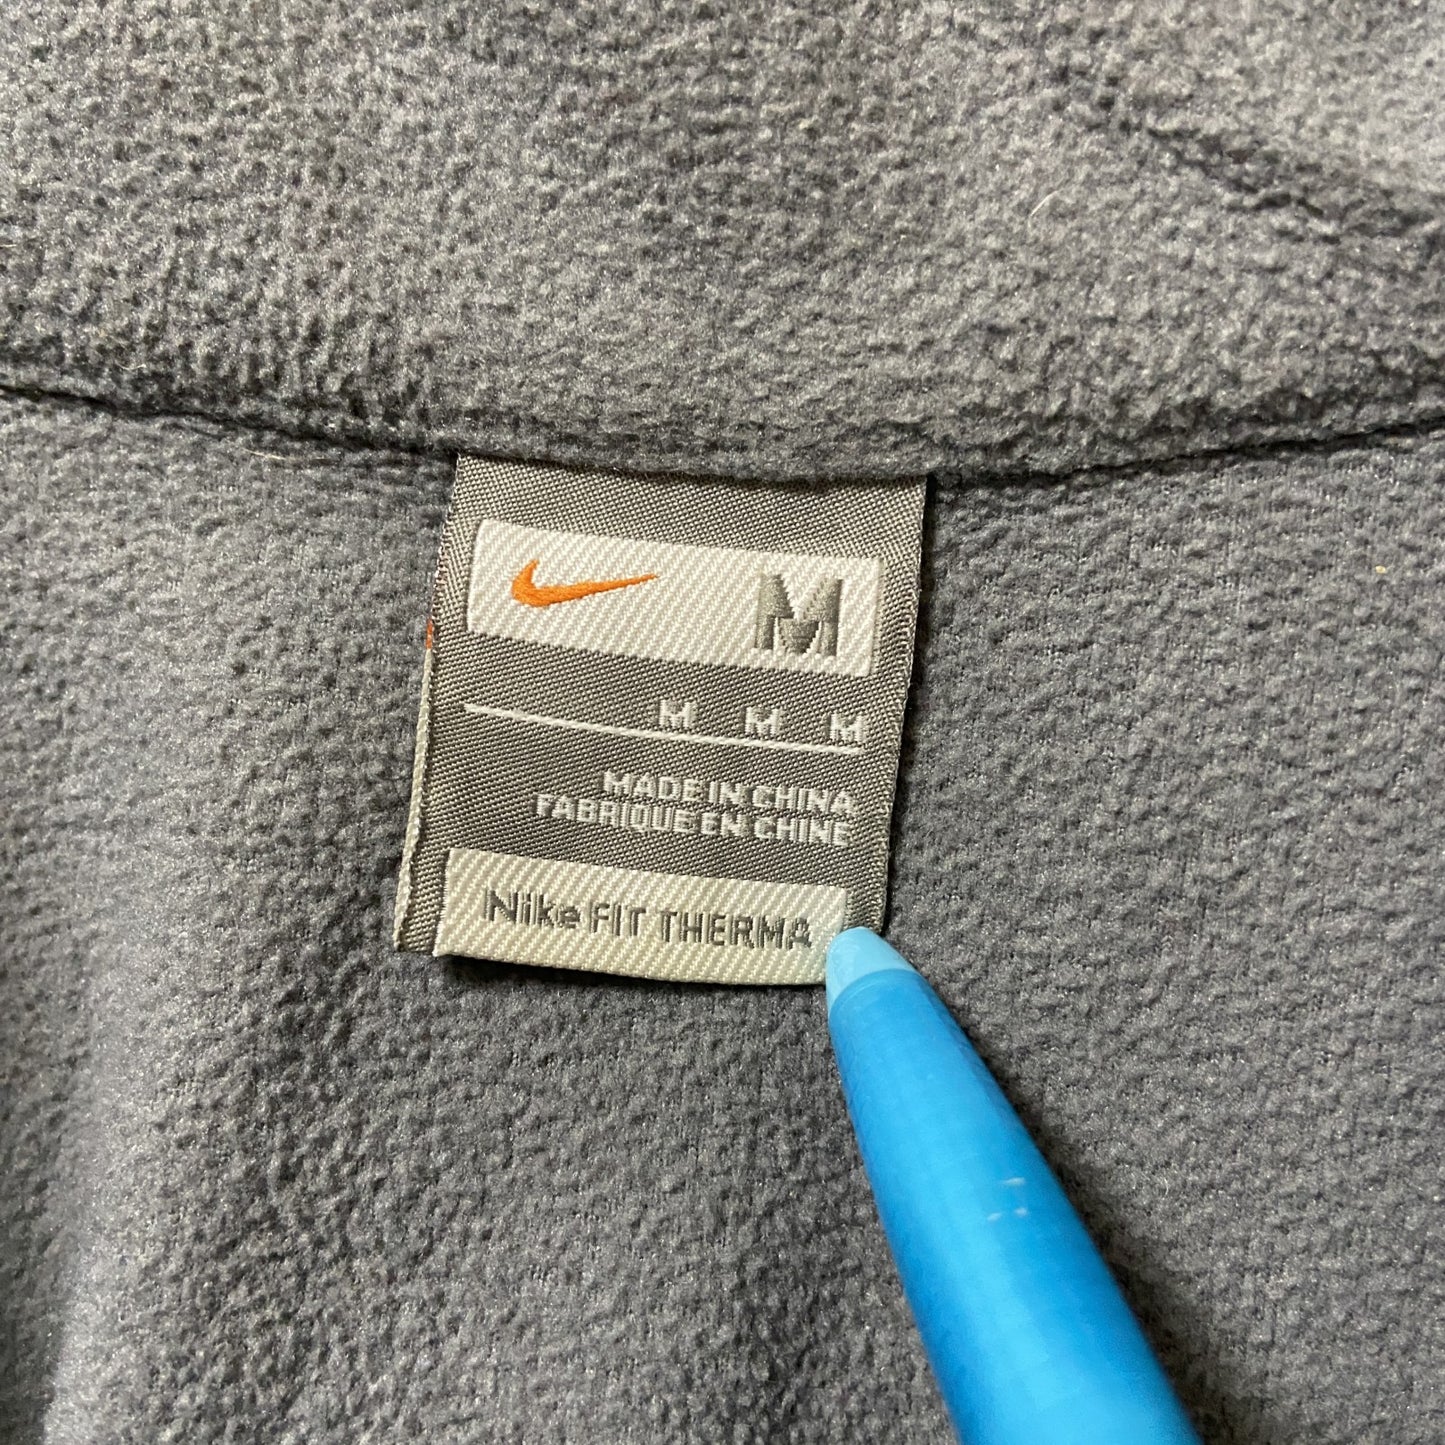 M
M M M
MADE IN CHINA
FABRIQUE EN CHINE
Nike FIT THERMA